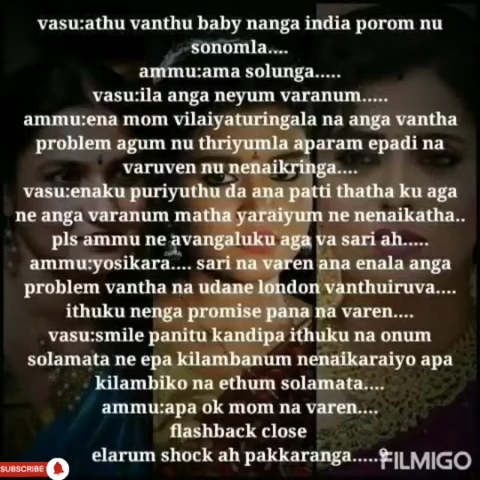 vasu:athu vanthu baby nanga india porom nu
sonomla....
ammu:ama solunga.....
vasu:ila anga neyum varanum.....
ammu:ena mom vilaiyaturingala na anga vantha
problem agum nu thriyumla aparam epadi na
varuven nu nenaikringa....
vasu:enaku puriyuthu da ana patti thatha ku aga
ne anga varanum matha yaraiyum ne nenaikatha..
pls ammu ne avangaluku aga va sari ah.....
ammu:yosikara.... sari na varen ana enala anga
problem vantha na udane london vanthuiruva....
ithuku nenga promise pana na varen....
vasu:smile panitu kandipa ithuku na onum
solamata ne epa kilambanum nenaikaraiyo apa
kilambiko na ethum solamata....
ammu:apa ok mom na varen....
flashback close
elarum shock ah pakkaranga.....
FILMIGO
SUBSCRIBE